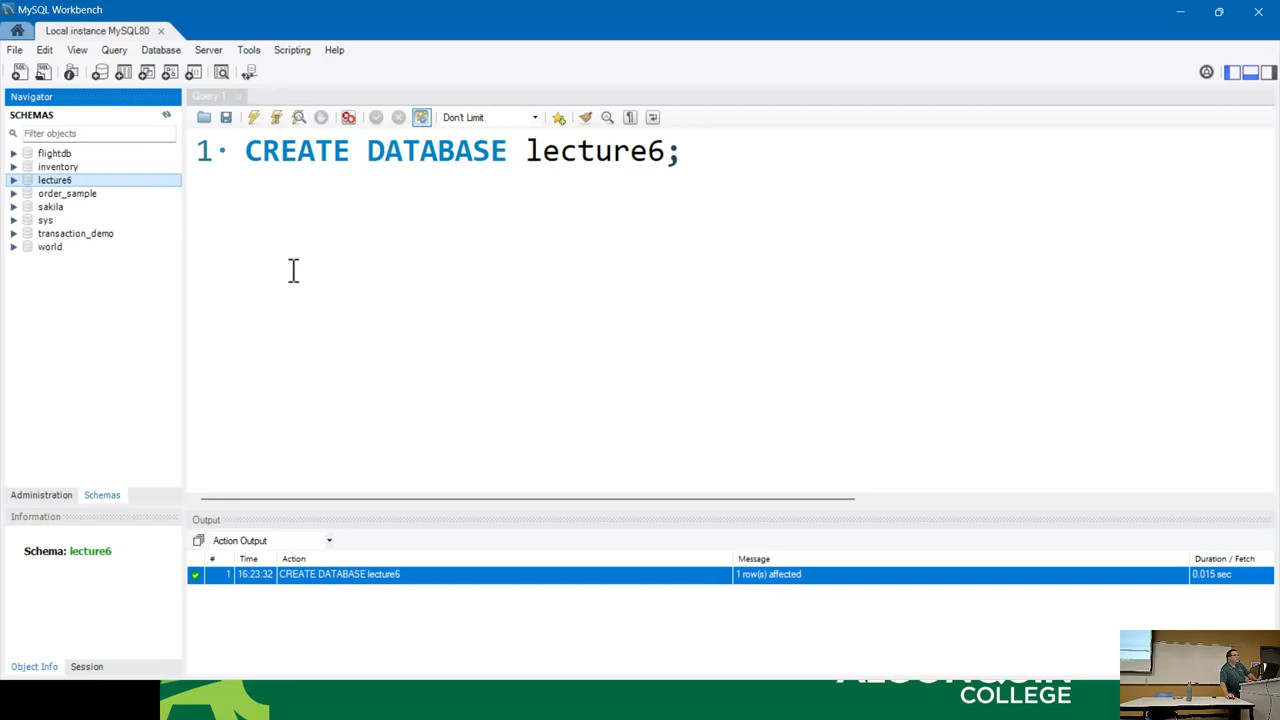 MySQL Workbench
Local instance MySQL80
File Edit View Query Database Server Tools Scripting Help
Navigator
Query 1
SCHEMAS
Filter objects
Don't Limit
flightdb
inventory
lecture6
order_sample
sakila
sys
transaction_demo
world
1 CREATE DATABASE lecture6;
Administration Schemas
Information
Schema: lecture6
Object Info Session
Output
Action Output
# Time Action Message Duration / Fetch
1 16:23:32 CREATE DATABASE lecture6 1 row(s) affected 0.015 sec
COLLEGE